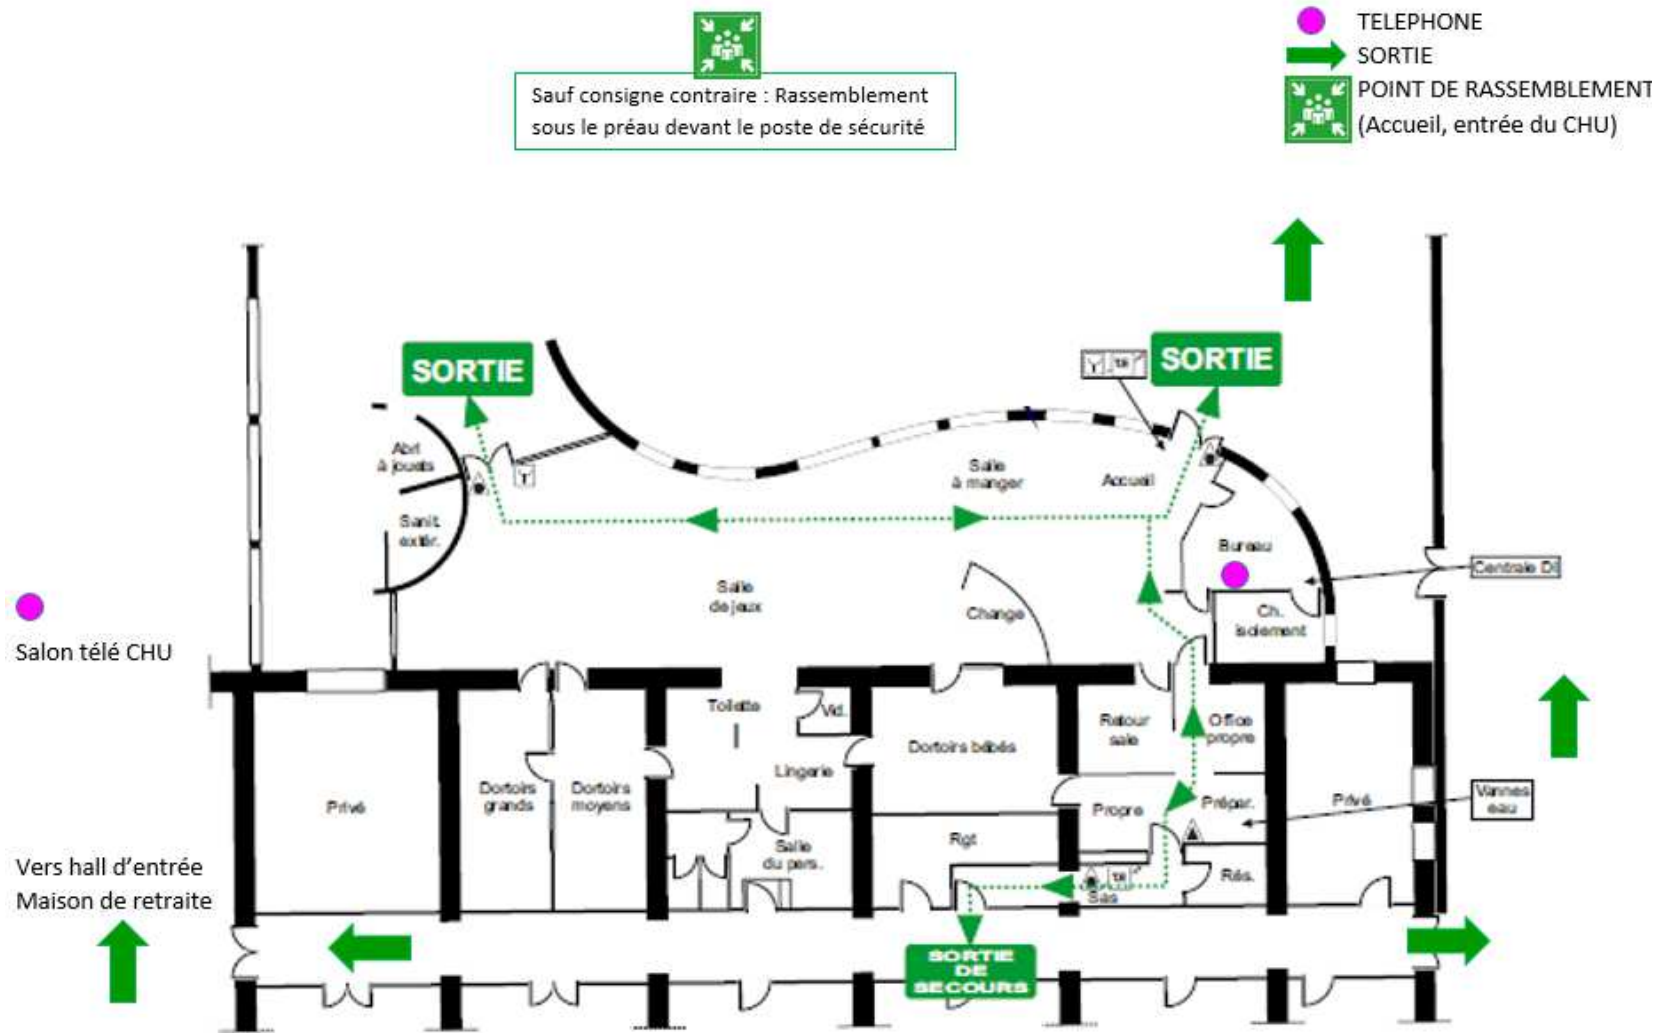 TELEPHONE
SORTIE
POINT DE RASSEMBLEMENT
(Accueil, entrée du CHU)
Sauf consigne contraire : Rassemblement
sous le préau devant le poste de sécurité
SORTIE
SORTIE
Abri
à jouets
Sanit.
extér.
Salle
à manger
Accueil
Bureau
Centrale DI
Salle
de jeux
Change
Ch.
isolement
Salon télé CHU
Toilette
Vid.
Retour
sale
Office
propre
Dortoirs bébés
Lingerie
Privé
Dortoirs
grands
Dortoirs
moyens
Propre
Prépar.
Privé
Vannes
eau
Salle
du pers.
Rgt
Rés.
Sas
Vers hall d’entrée
Maison de retraite
SORTIE
DE
SECOURS